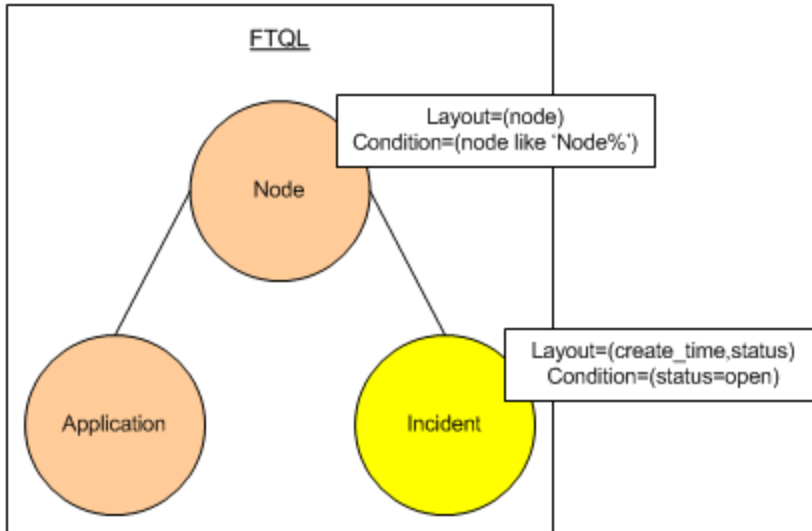 FTQL
Layout=(node)
Condition=(node like ‘Node%’)
Node
Layout=(create_time,status)
Condition=(status=open)
Application
Incident